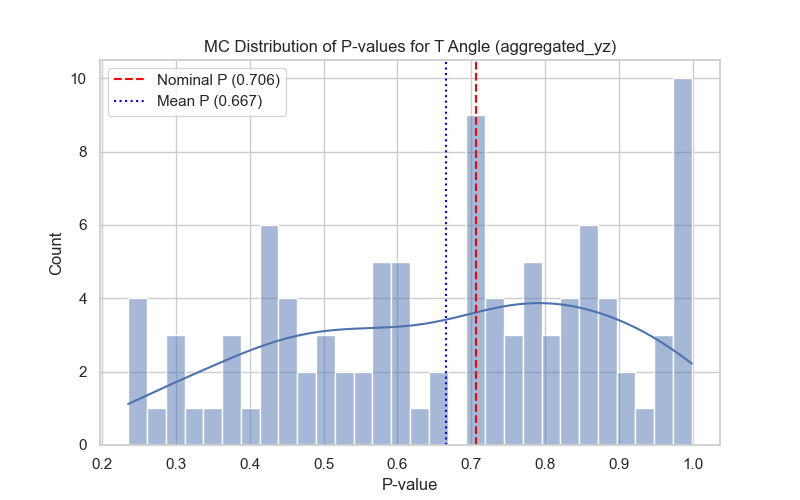 MC Distribution of P-values for T Angle (aggregated_yz)
Nominal P (0.706)
Mean P (0.667)
Count
10
8
6
4
2
0
0.2 0.3 0.4 0.5 0.6 0.7 0.8 0.9 1.0
P-value